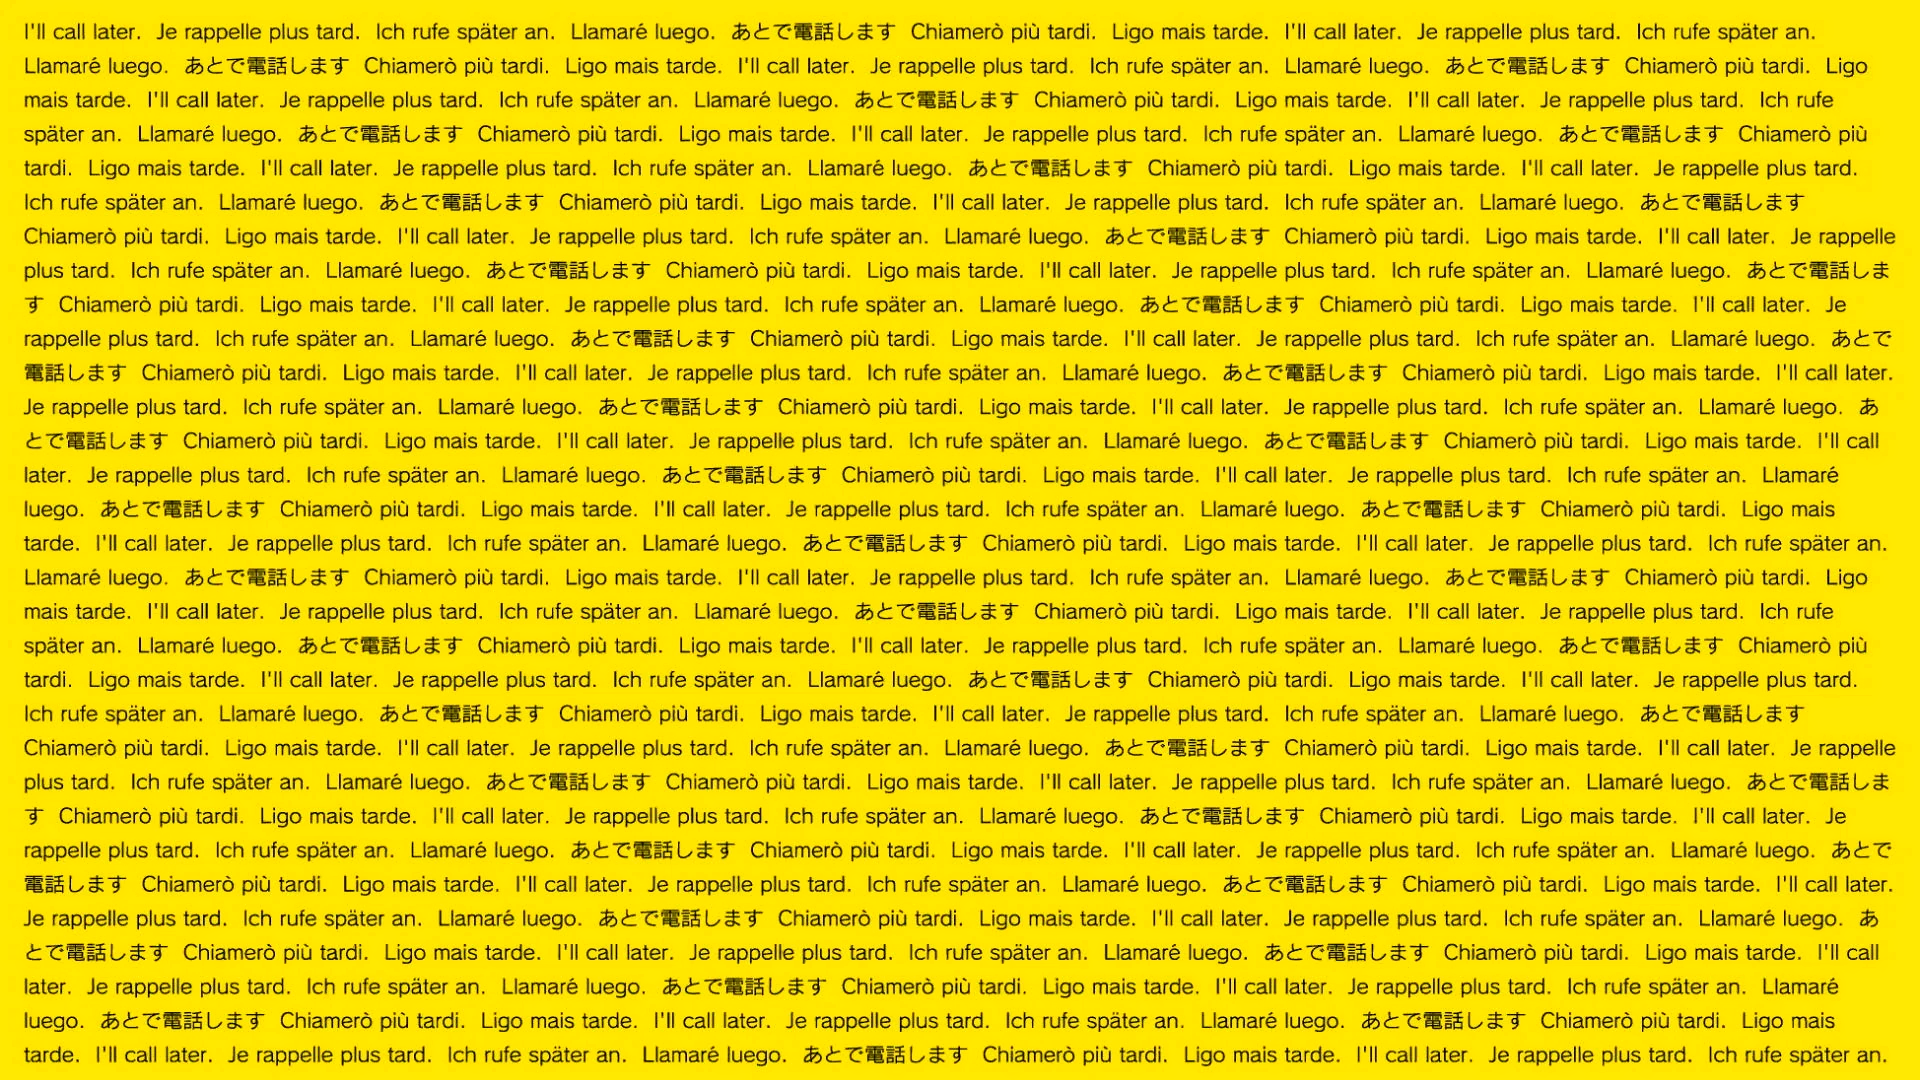 I'll call later. Je rappelle plus tard. Ich rufe später an. Llamaré luego. あとで電話します Chiamerò più tardi. Ligo mais tarde. I'll call later. Je rappelle plus tard. Ich rufe später an.
Llamaré luego. あとで電話します Chiamerò più tardi. Ligo mais tarde. I'll call later. Je rappelle plus tard. Ich rufe später an. Llamaré luego. あとで電話します Chiamerò più tardi. Ligo
mais tarde. I'll call later. Je rappelle plus tard. Ich rufe später an. Llamaré luego. あとで電話します Chiamerò più tardi. Ligo mais tarde. I'll call later. Je rappelle plus tard. Ich rufe
später an. Llamaré luego. あとで電話します Chiamerò più tardi. Ligo mais tarde. I'll call later. Je rappelle plus tard. Ich rufe später an. Llamaré luego. あとで電話します Chiamerò più
tardi. Ligo mais tarde. I'll call later. Je rappelle plus tard. Ich rufe später an. Llamaré luego. あとで電話します Chiamerò più tardi. Ligo mais tarde. I'll call later. Je rappelle plus tard.
Ich rufe später an. Llamaré luego. あとで電話します Chiamerò più tardi. Ligo mais tarde. I'll call later. Je rappelle plus tard. Ich rufe später an. Llamaré luego. あとで電話します
Chiamerò più tardi. Ligo mais tarde. I'll call later. Je rappelle plus tard. Ich rufe später an. Llamaré luego. あとで電話します Chiamerò più tardi. Ligo mais tarde. I'll call later. Je rappelle
plus tard. Ich rufe später an. Llamaré luego. あとで電話します Chiamerò più tardi. Ligo mais tarde. I'll call later. Je rappelle plus tard. Ich rufe später an. Llamaré luego. あとで電話しま
す Chiamerò più tardi. Ligo mais tarde. I'll call later. Je rappelle plus tard. Ich rufe später an. Llamaré luego. あとで電話します Chiamerò più tardi. Ligo mais tarde. I'll call later. Je
rappelle plus tard. Ich rufe später an. Llamaré luego. あとで電話します Chiamerò più tardi. Ligo mais tarde. I'll call later. Je rappelle plus tard. Ich rufe später an. Llamaré luego. あとで
電話します Chiamerò più tardi. Ligo mais tarde. I'll call later. Je rappelle plus tard. Ich rufe später an. Llamaré luego. あとで電話します Chiamerò più tardi. Ligo mais tarde. I'll call later.
Je rappelle plus tard. Ich rufe später an. Llamaré luego. あとで電話します Chiamerò più tardi. Ligo mais tarde. I'll call later. Je rappelle plus tard. Ich rufe später an. Llamaré luego. あ
とで電話します Chiamerò più tardi. Ligo mais tarde. I'll call later. Je rappelle plus tard. Ich rufe später an. Llamaré luego. あとで電話します Chiamerò più tardi. Ligo mais tarde. I'll call
later. Je rappelle plus tard. Ich rufe später an. Llamaré luego. あとで電話します Chiamerò più tardi. Ligo mais tarde. I'll call later. Je rappelle plus tard. Ich rufe später an. Llamaré
luego. あとで電話します Chiamerò più tardi. Ligo mais tarde. I'll call later. Je rappelle plus tard. Ich rufe später an. Llamaré luego. あとで電話します Chiamerò più tardi. Ligo mais
tarde. I'll call later. Je rappelle plus tard. Ich rufe später an. Llamaré luego. あとで電話します Chiamerò più tardi. Ligo mais tarde. I'll call later. Je rappelle plus tard. Ich rufe später an.
Llamaré luego. あとで電話します Chiamerò più tardi. Ligo mais tarde. I'll call later. Je rappelle plus tard. Ich rufe später an. Llamaré luego. あとで電話します Chiamerò più tardi. Ligo
mais tarde. I'll call later. Je rappelle plus tard. Ich rufe später an. Llamaré luego. あとで電話します Chiamerò più tardi. Ligo mais tarde. I'll call later. Je rappelle plus tard. Ich rufe
später an. Llamaré luego. あとで電話します Chiamerò più tardi. Ligo mais tarde. I'll call later. Je rappelle plus tard. Ich rufe später an. Llamaré luego. あとで電話します Chiamerò più
tardi. Ligo mais tarde. I'll call later. Je rappelle plus tard. Ich rufe später an. Llamaré luego. あとで電話します Chiamerò più tardi. Ligo mais tarde. I'll call later. Je rappelle plus tard.
Ich rufe später an. Llamaré luego. あとで電話します Chiamerò più tardi. Ligo mais tarde. I'll call later. Je rappelle plus tard. Ich rufe später an. Llamaré luego. あとで電話します
Chiamerò più tardi. Ligo mais tarde. I'll call later. Je rappelle plus tard. Ich rufe später an. Llamaré luego. あとで電話します Chiamerò più tardi. Ligo mais tarde. I'll call later. Je rappelle
plus tard. Ich rufe später an. Llamaré luego. あとで電話します Chiamerò più tardi. Ligo mais tarde. I'll call later. Je rappelle plus tard. Ich rufe später an. Llamaré luego. あとで電話しま
す Chiamerò più tardi. Ligo mais tarde. I'll call later. Je rappelle plus tard. Ich rufe später an. Llamaré luego. あとで電話します Chiamerò più tardi. Ligo mais tarde. I'll call later. Je
rappelle plus tard. Ich rufe später an. Llamaré luego. あとで電話します Chiamerò più tardi. Ligo mais tarde. I'll call later. Je rappelle plus tard. Ich rufe später an. Llamaré luego. あとで
電話します Chiamerò più tardi. Ligo mais tarde. I'll call later. Je rappelle plus tard. Ich rufe später an. Llamaré luego. あとで電話します Chiamerò più tardi. Ligo mais tarde. I'll call later.
Je rappelle plus tard. Ich rufe später an. Llamaré luego. あとで電話します Chiamerò più tardi. Ligo mais tarde. I'll call later. Je rappelle plus tard. Ich rufe später an. Llamaré luego. あ
とで電話します Chiamerò più tardi. Ligo mais tarde. I'll call later. Je rappelle plus tard. Ich rufe später an. Llamaré luego. あとで電話します Chiamerò più tardi. Ligo mais tarde. I'll call
later. Je rappelle plus tard. Ich rufe später an. Llamaré luego. あとで電話します Chiamerò più tardi. Ligo mais tarde. I'll call later. Je rappelle plus tard. Ich rufe später an. Llamaré
luego. あとで電話します Chiamerò più tardi. Ligo mais tarde. I'll call later. Je rappelle plus tard. Ich rufe später an. Llamaré luego. あとで電話します Chiamerò più tardi. Ligo mais
tarde. I'll call later. Je rappelle plus tard. Ich rufe später an. Llamaré luego. あとで電話します Chiamerò più tardi. Ligo mais tarde. I'll call later. Je rappelle plus tard. Ich rufe später an.